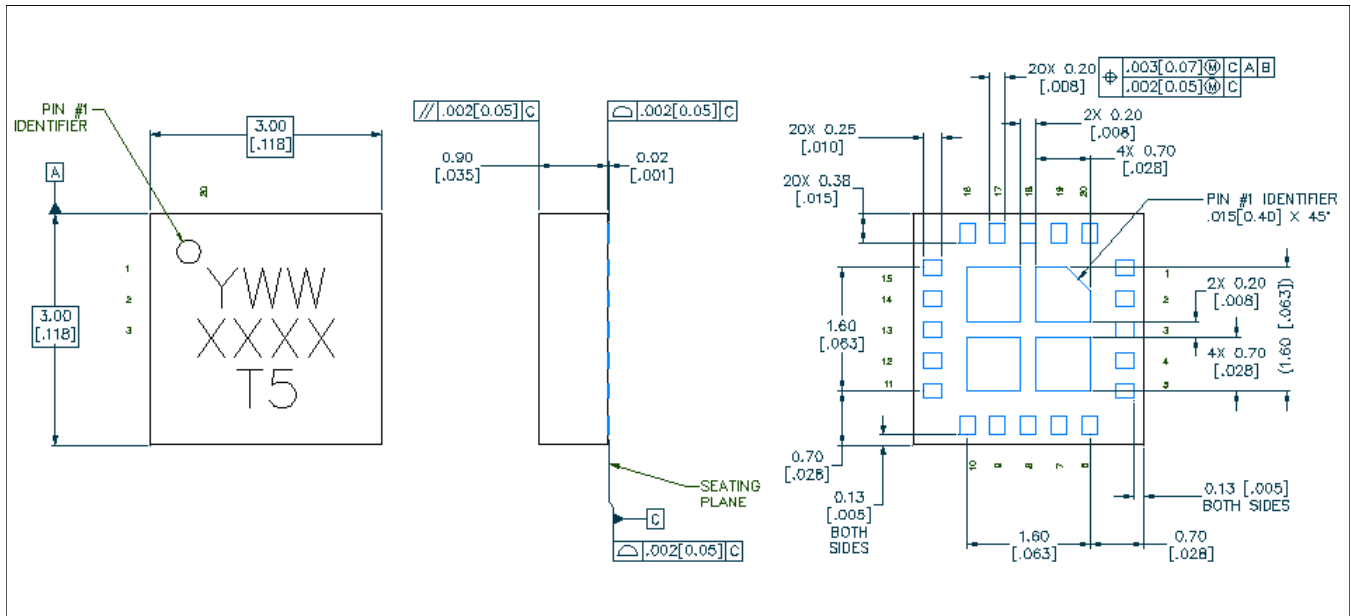 PIN #1
IDENTIFIER
3.00
[.118]
A
20
1
2
3
3.00
[.118]
YWW
XXXX
T5
// .002[0.05] C
⌓ .002[0.05] C
0.90
[.035]
0.02
[.001]
SEATING
PLANE
C
⌓ .002[0.05] C
20X 0.20
[.008]
⌖ .003[0.07]Ⓜ C A B
.002[0.05]Ⓜ C
20X 0.25
[.010]
2X 0.20
[.008]
4X 0.70
[.028]
20X 0.38
[.015]
16
17
18
19
20
PIN #1 IDENTIFIER
.015[0.40] X 45°
15
14
13
12
11
1
2
3
4
5
1.60
[.063]
2X 0.20
[.008]
4X 0.70
[.028]
(1.60 [.063])
0.70
[.028]
10
9
8
7
6
0.13
[.005]
BOTH
SIDES
0.13 [.005]
BOTH SIDES
1.60
[.063]
0.70
[.028]